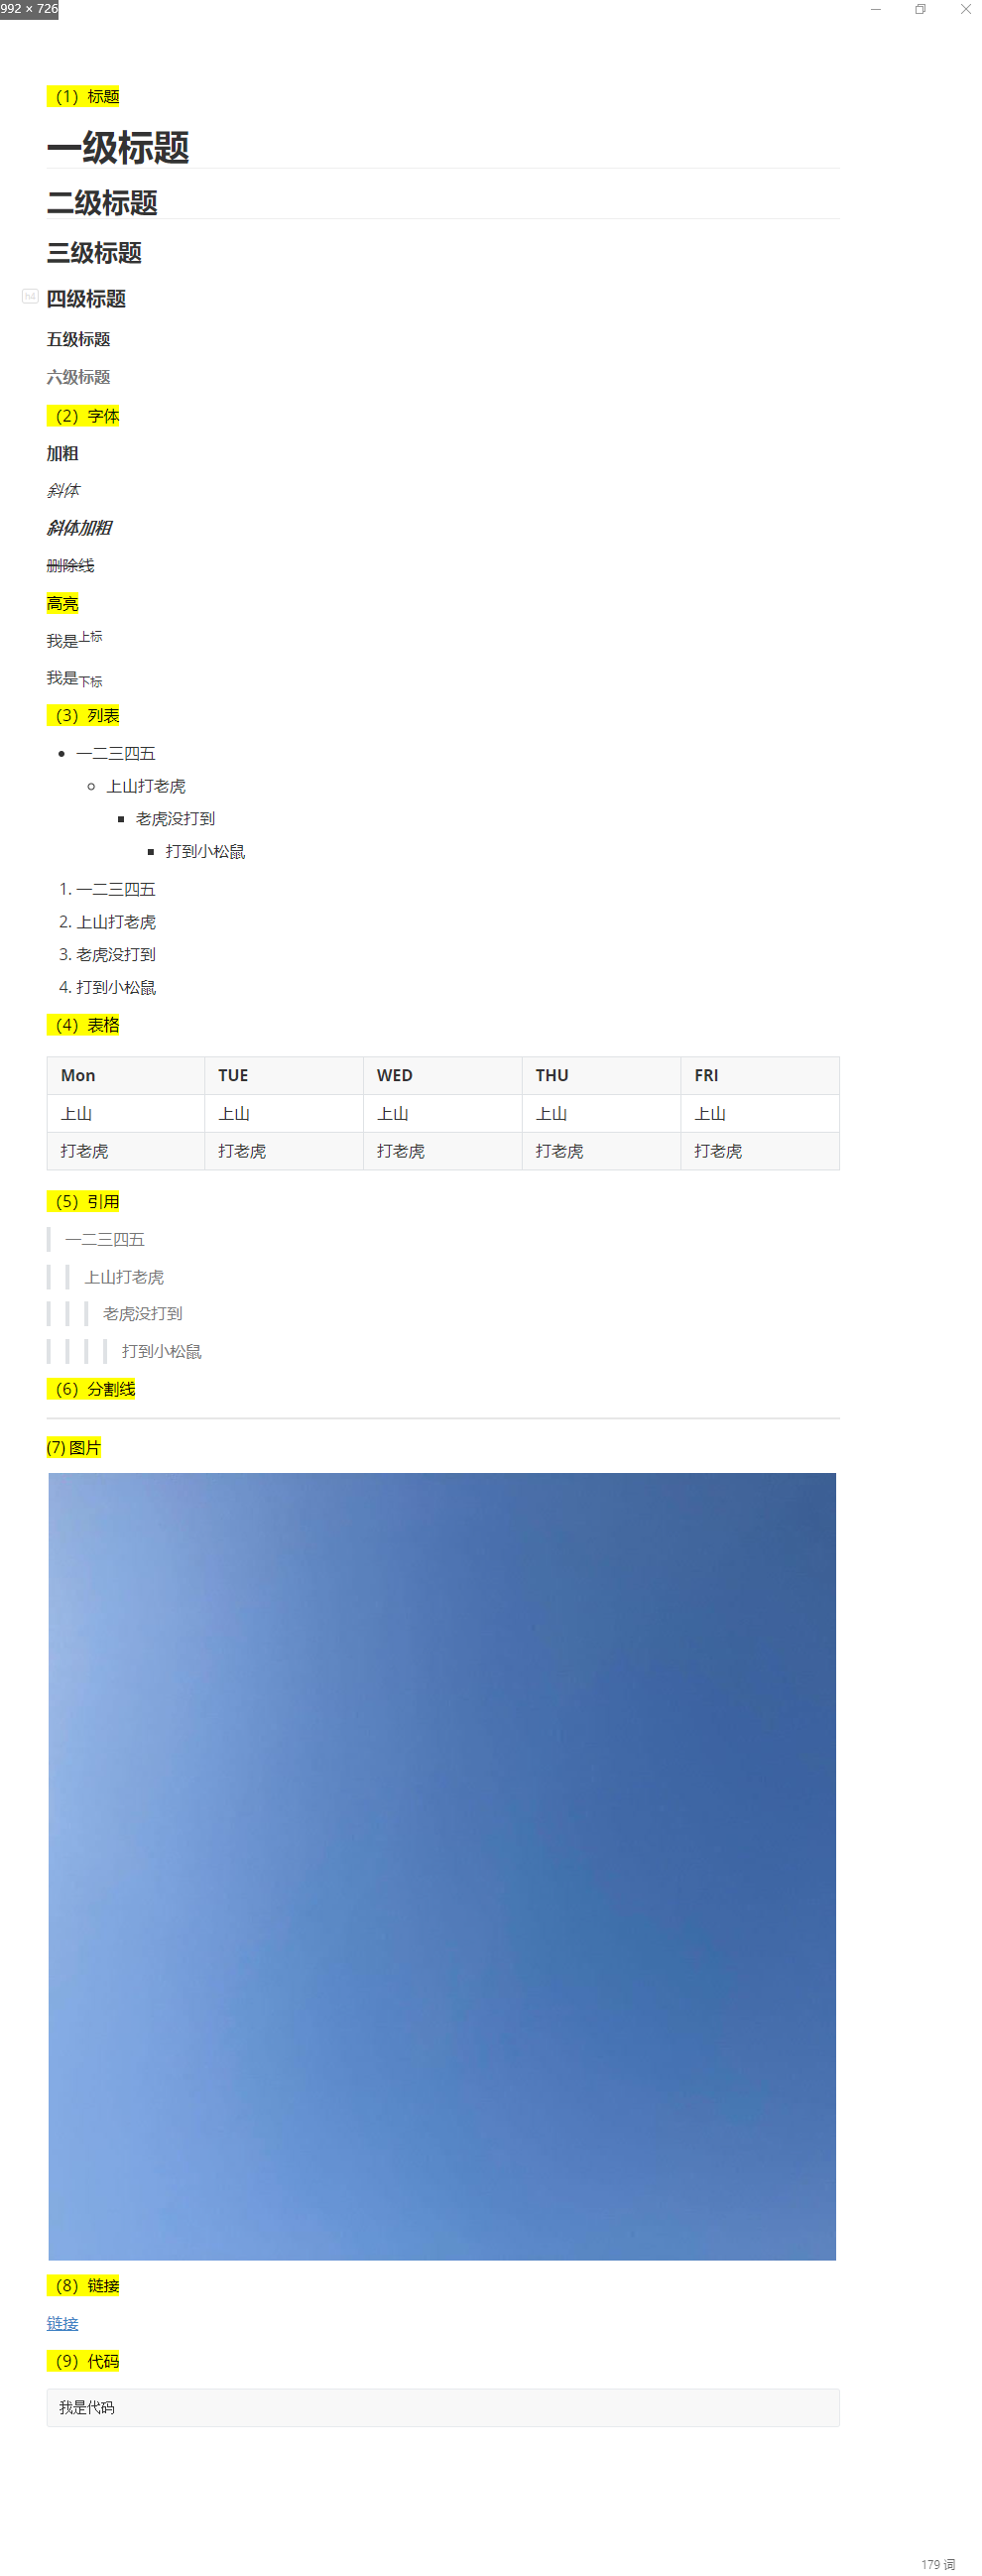 992 × 726
（1）标题
一级标题
二级标题
三级标题
h4 四级标题
五级标题
六级标题
（2）字体
加粗
斜体
斜体加粗
删除线
高亮
我是上标
我是下标
（3）列表
一二三四五
上山打老虎
老虎没打到
打到小松鼠
1. 一二三四五
2. 上山打老虎
3. 老虎没打到
4. 打到小松鼠
（4）表格
Mon TUE WED THU FRI
上山 上山 上山 上山 上山
打老虎 打老虎 打老虎 打老虎 打老虎
（5）引用
一二三四五
上山打老虎
老虎没打到
打到小松鼠
（6）分割线
(7) 图片
（8）链接
链接
（9）代码
我是代码
179 词